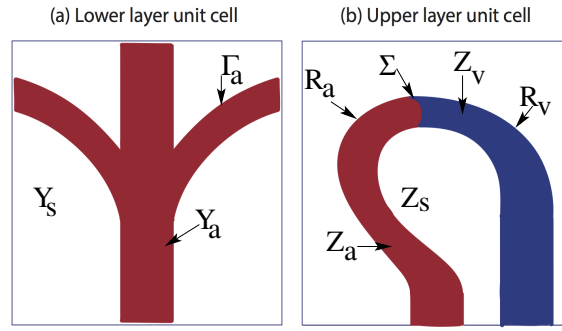 (a) Lower layer unit cell
(b) Upper layer unit cell
Γa
Ys
Ya
Ra
Σ
Zv
Rv
Zs
Za